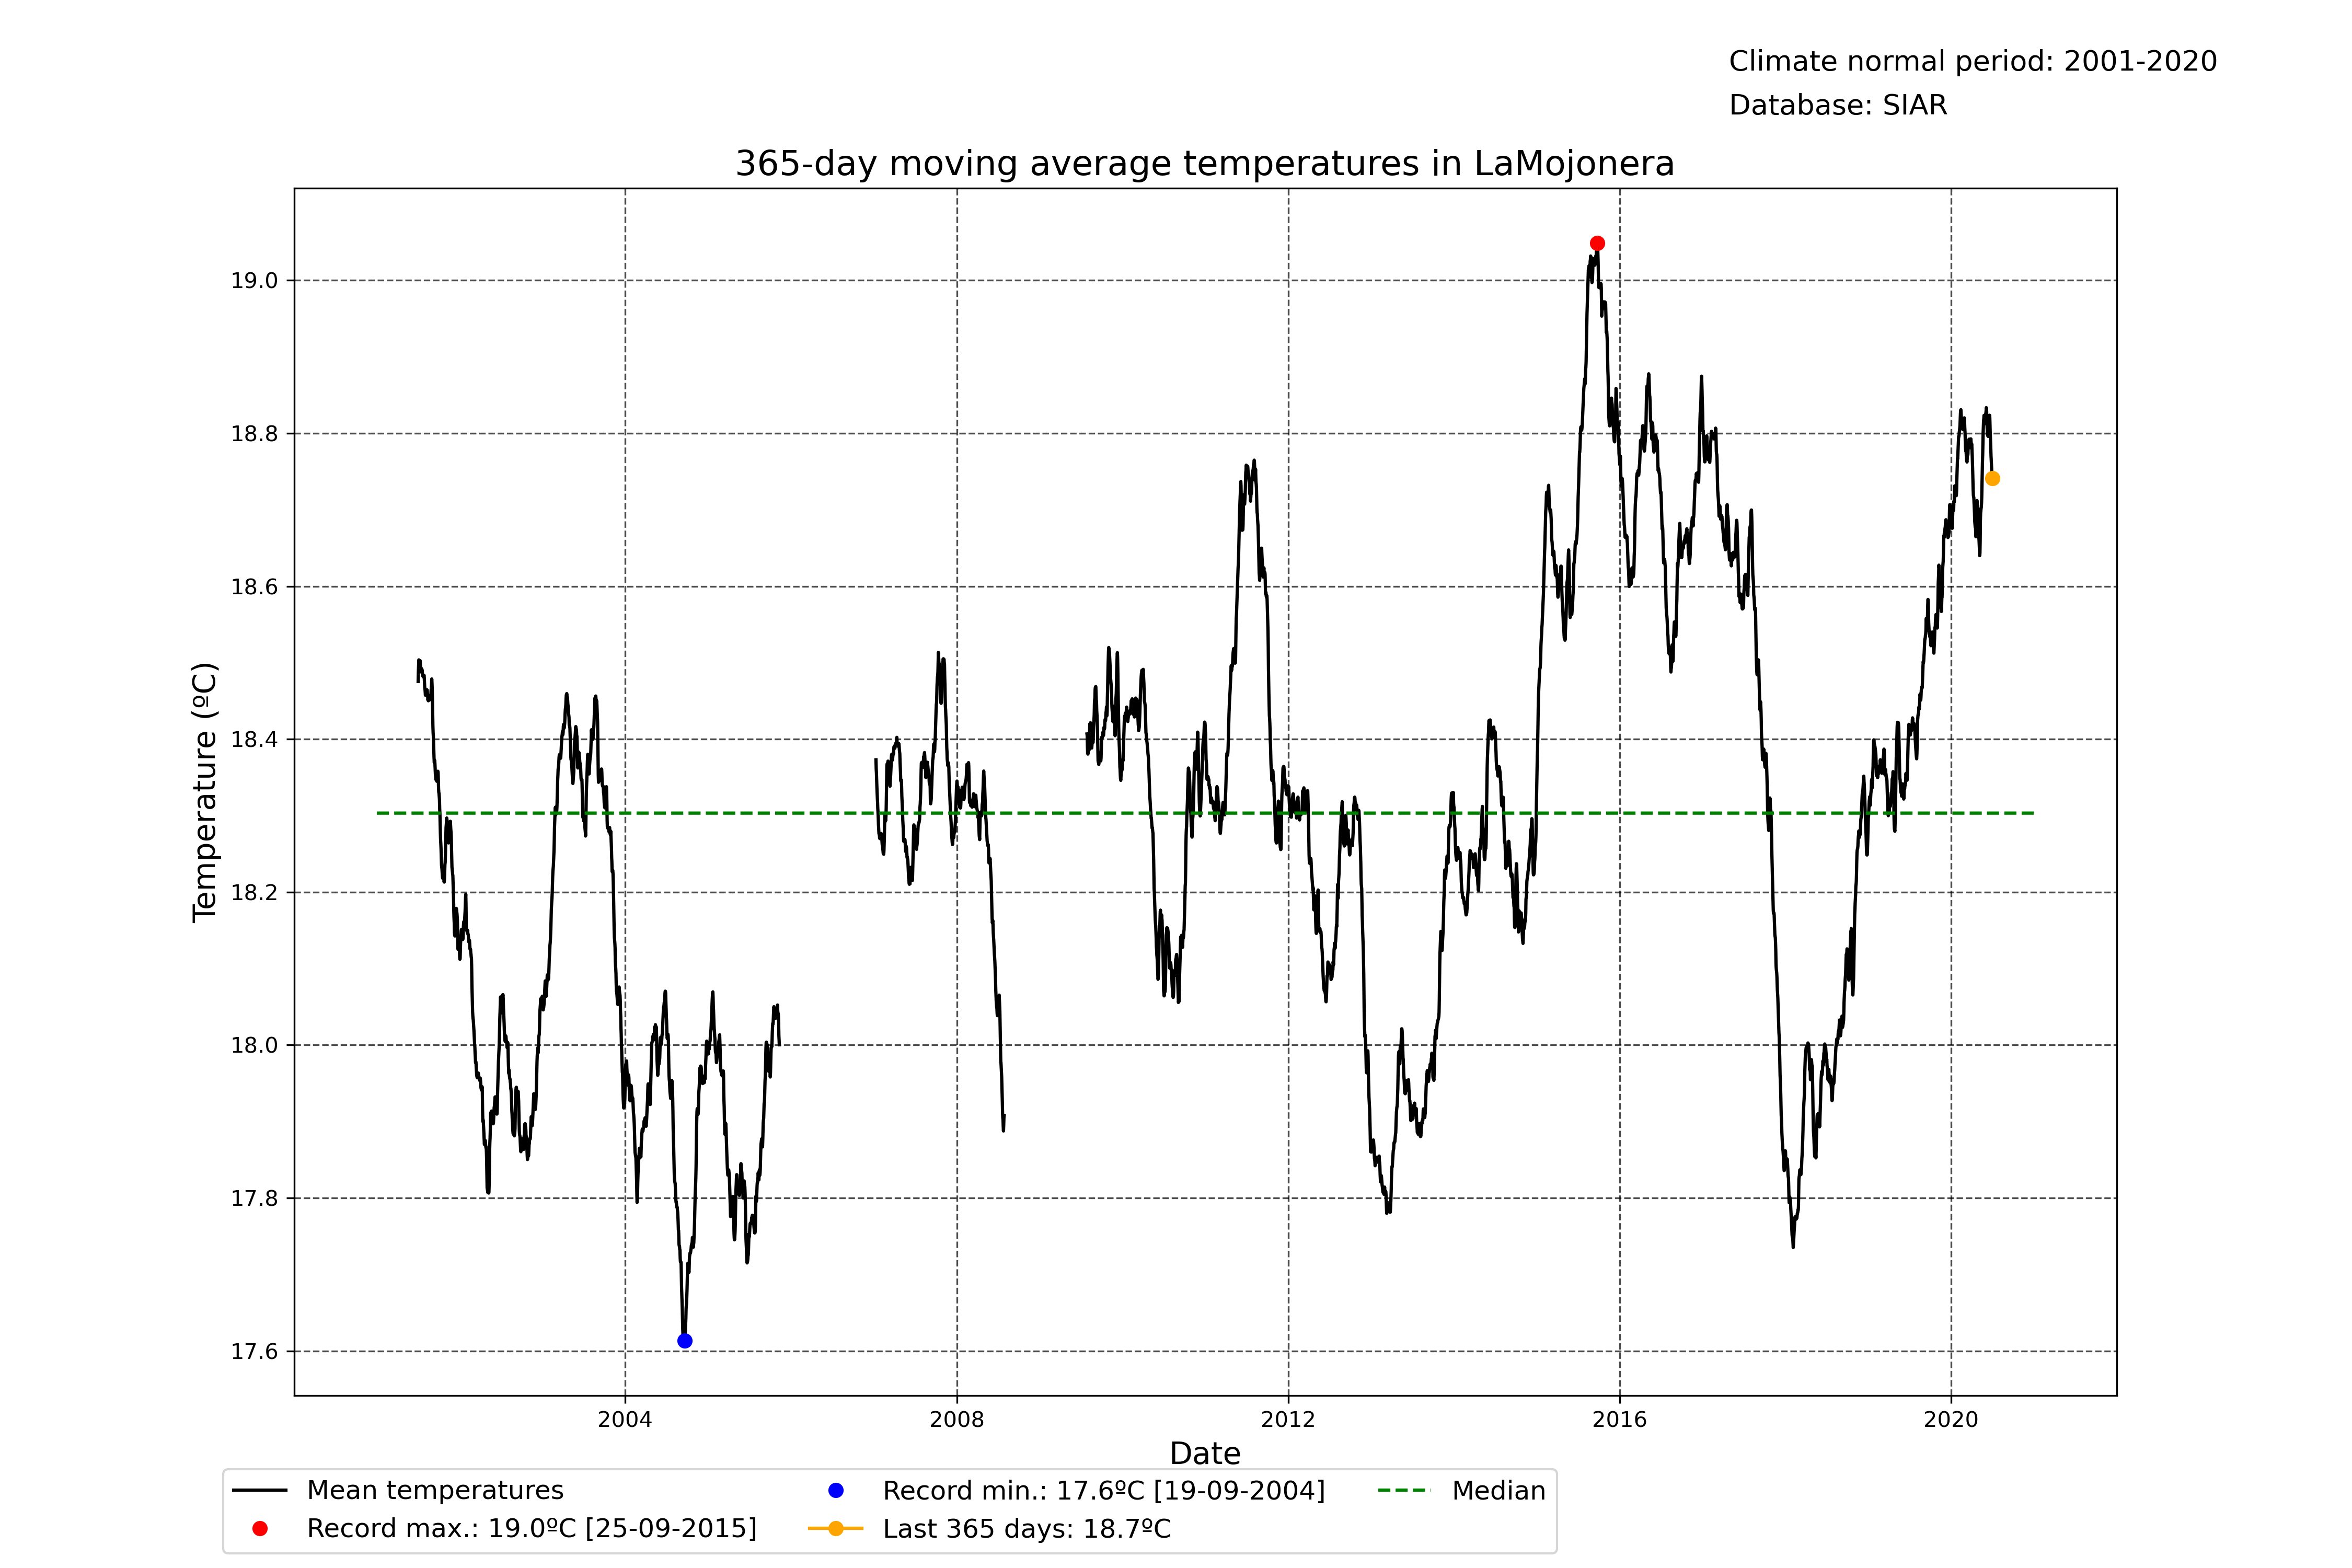 Climate normal period: 2001-2020
Database: SIAR
365-day moving average temperatures in LaMojonera
Temperature (ºC)
19.0
18.8
18.6
18.4
18.2
18.0
17.8
17.6
2004 2008 2012 2016 2020
Date
Mean temperatures
Record max.: 19.0ºC [25-09-2015]
Record min.: 17.6ºC [19-09-2004]
Last 365 days: 18.7ºC
Median